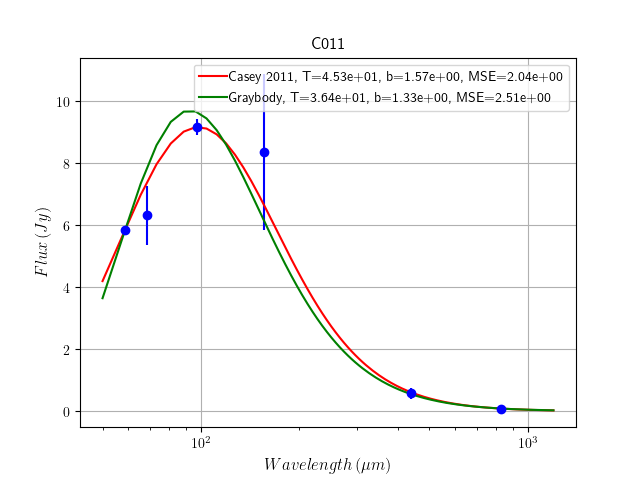 C011
Casey 2011, T=4.53e+01, b=1.57e+00, MSE=2.04e+00
Graybody, T=3.64e+01, b=1.33e+00, MSE=2.51e+00
10
8
6
4
2
0
Flux (Jy)
10²
10³
Wavelength (μm)